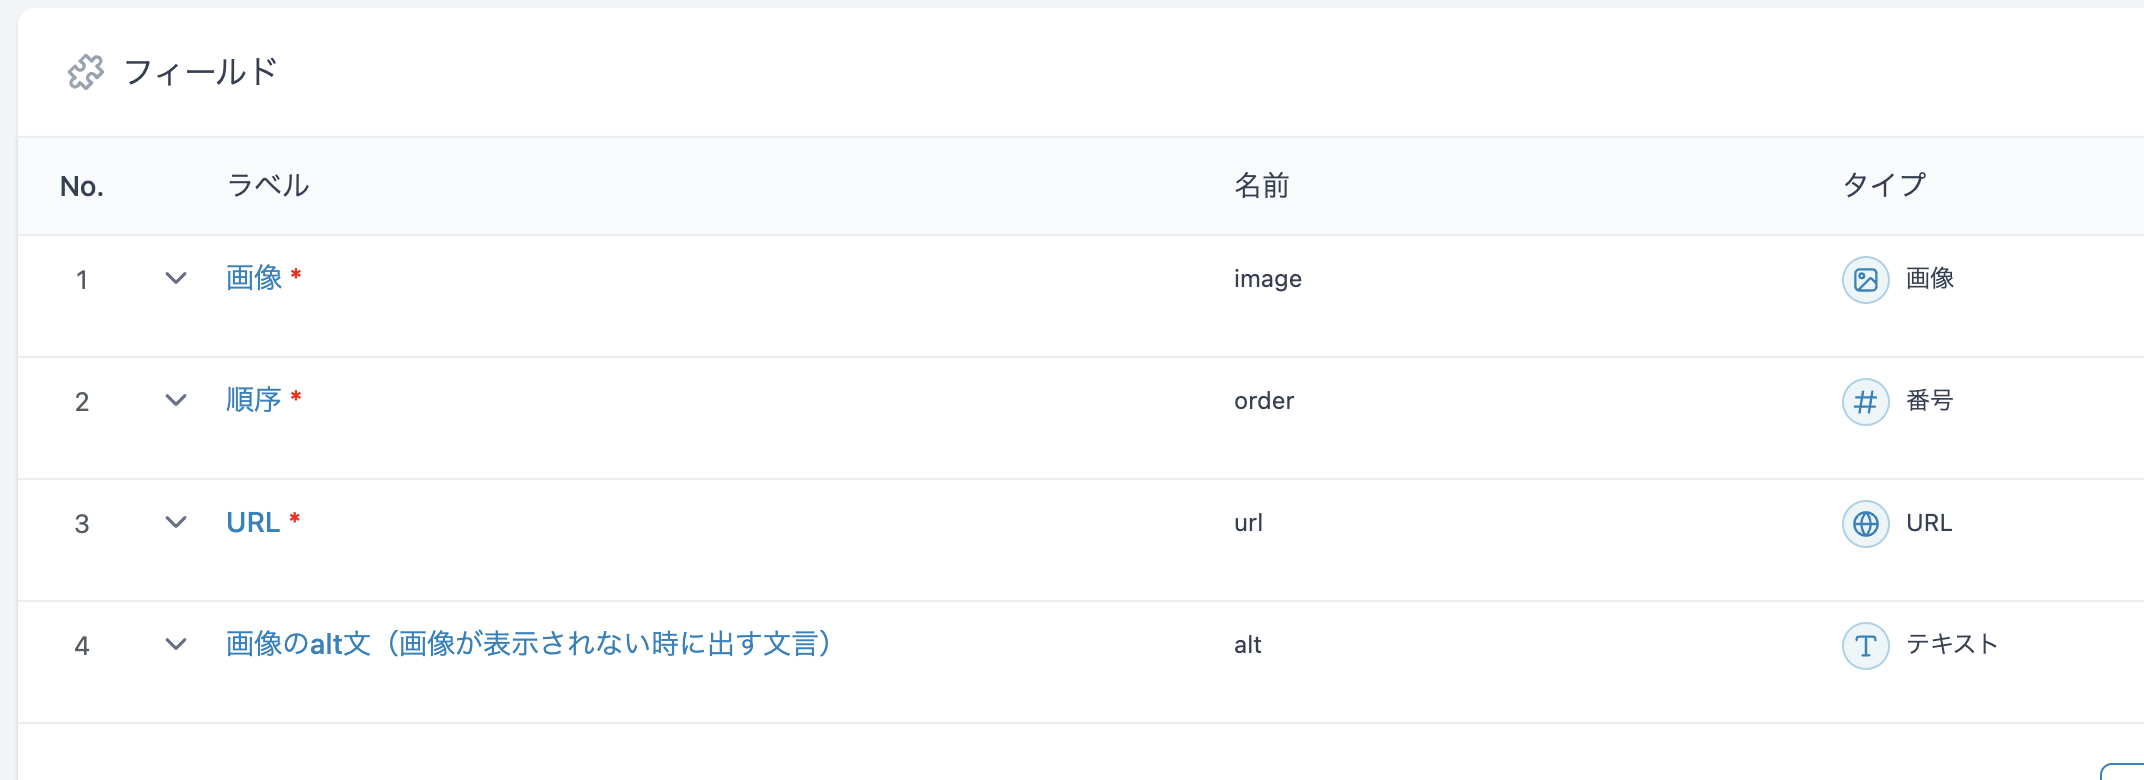 フィールド
No. ラベル 名前 タイプ
1 画像 * image 画像
2 順序 * order 番号
3 URL * url URL
4 画像のalt文（画像が表示されない時に出す文言） alt テキスト